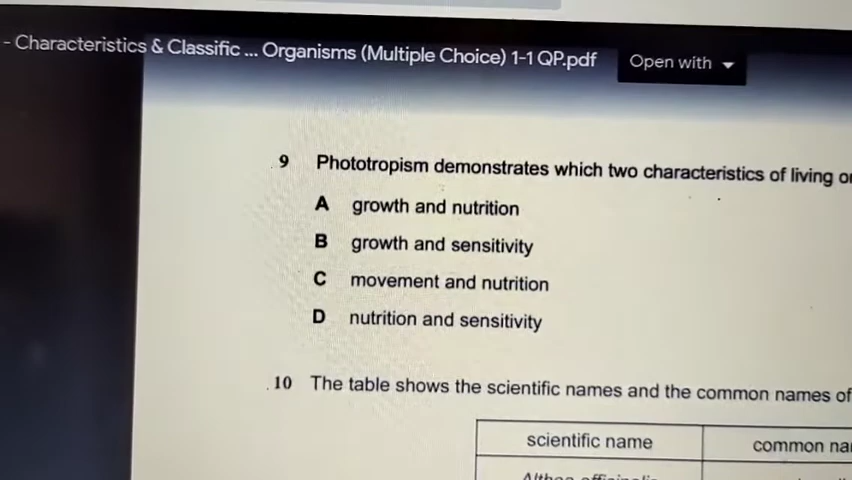 - Characteristics & Classific ... Organisms (Multiple Choice) 1-1 QP.pdf Open with
9 Phototropism demonstrates which two characteristics of living
A growth and nutrition
B growth and sensitivity
C movement and nutrition
D nutrition and sensitivity
10 The table shows the scientific names and the common names of
scientific name common